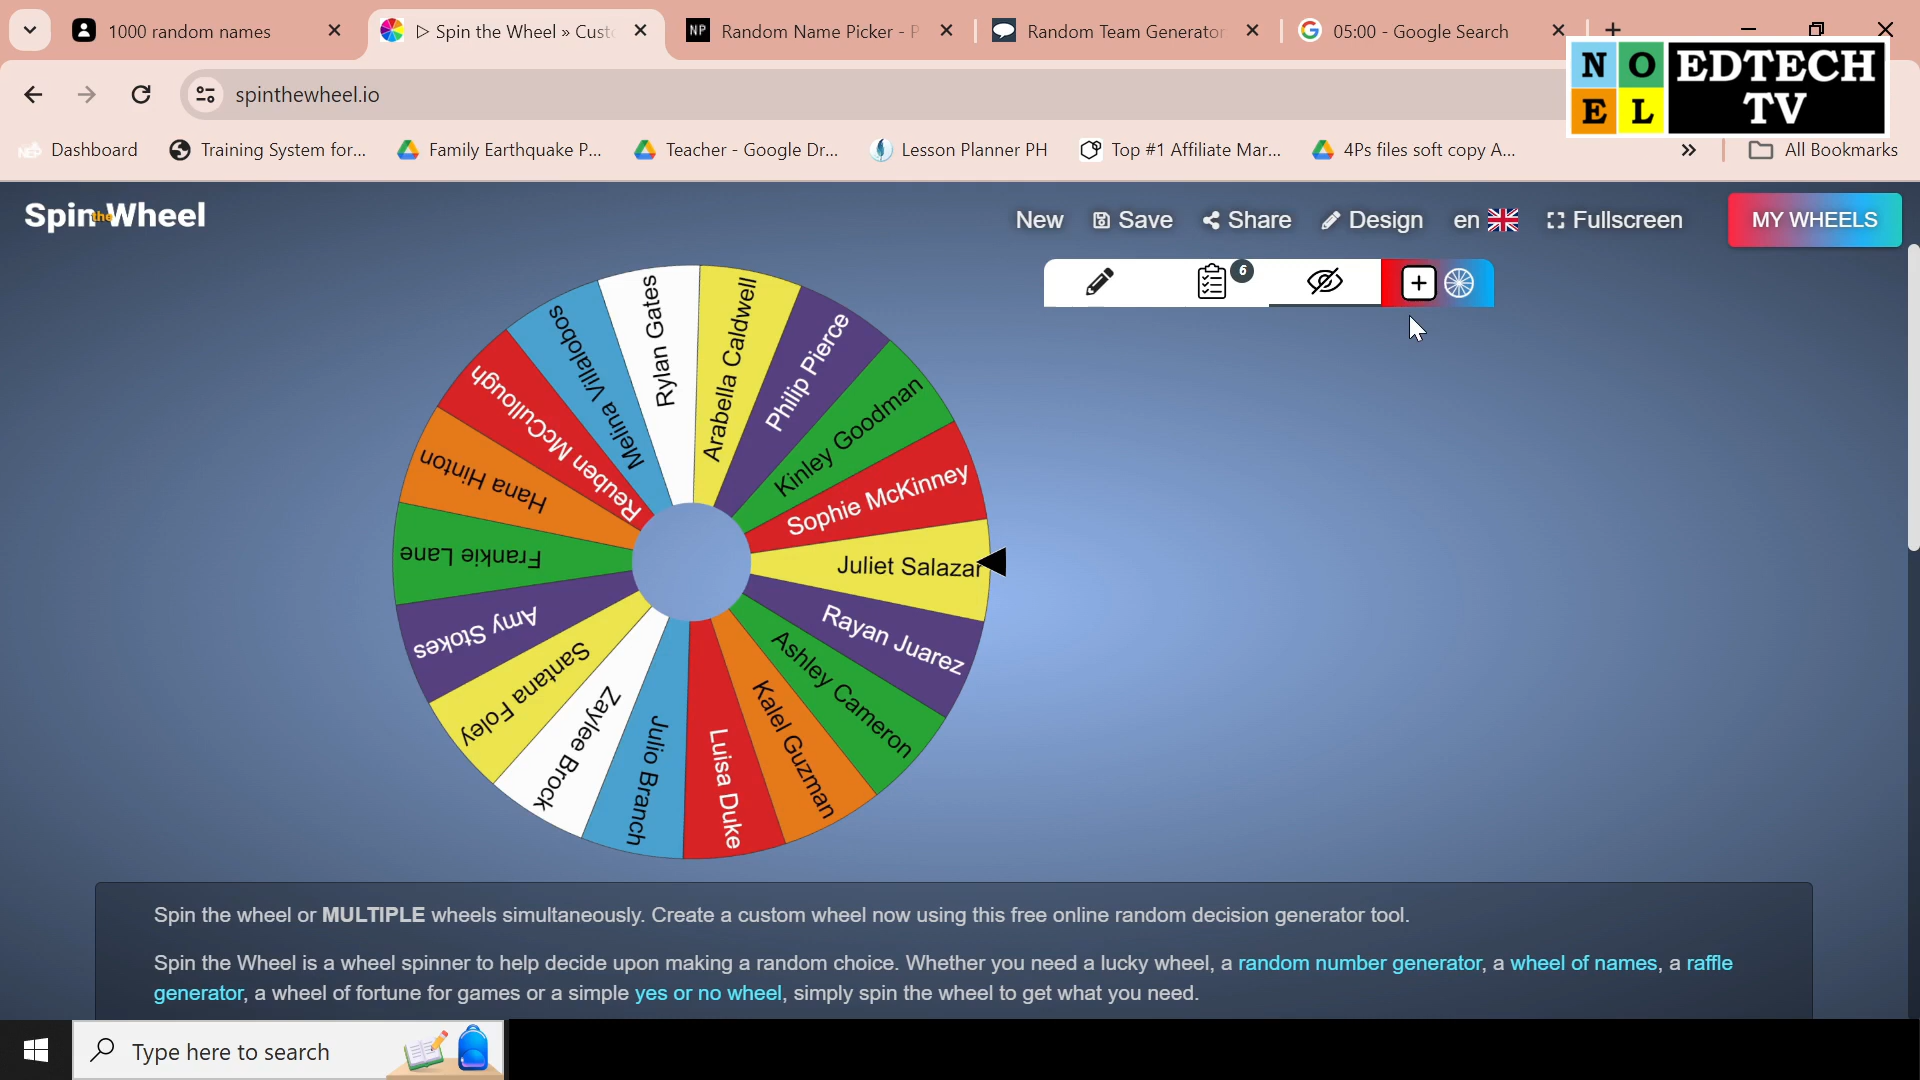 1000 random names
▷ Spin the Wheel » Cust
NP
Random Name Picker - P
Random Team Generator
05:00 - Google Search
spinthewheel.io
N O E L
EDTECH
TV
NEP Dashboard
Training System for...
Family Earthquake P...
Teacher - Google Dr...
Lesson Planner PH
Top #1 Affiliate Mar...
4Ps files soft copy A...
»
All Bookmarks
Spin the Wheel
New
Save
Share
Design
en
Fullscreen
MY WHEELS
6
Rylan Gates
Arabella Caldwell
Philip Pierce
Kinley Goodman
Sophie McKinney
Juliet Salazar
Rayan Juarez
Ashley Cameron
Kalel Guzman
Luisa Duke
Julio Branch
Zaylee Brock
Santana Foley
Amy Stokes
Frankie Lane
Hana Hinton
Reuben McCullough
Melina Villalobos
Spin the wheel or MULTIPLE wheels simultaneously. Create a custom wheel now using this free online random decision generator tool.
Spin the Wheel is a wheel spinner to help decide upon making a random choice. Whether you need a lucky wheel, a random number generator, a wheel of names, a raffle
generator, a wheel of fortune for games or a simple yes or no wheel, simply spin the wheel to get what you need.
Type here to search